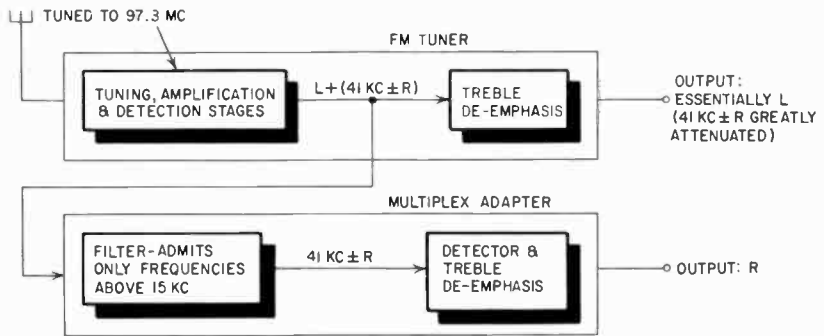 TUNED TO 97.3 MC
FM TUNER
TUNING, AMPLIFICATION
& DETECTION STAGES
L+(41 KC±R)
TREBLE
DE-EMPHASIS
OUTPUT:
ESSENTIALLY L
(41 KC±R GREATLY
ATTENUATED)
MULTIPLEX ADAPTER
FILTER-ADMITS
ONLY FREQUENCIES
ABOVE 15 KC
41 KC±R
DETECTOR &
TREBLE
DE-EMPHASIS
OUTPUT: R